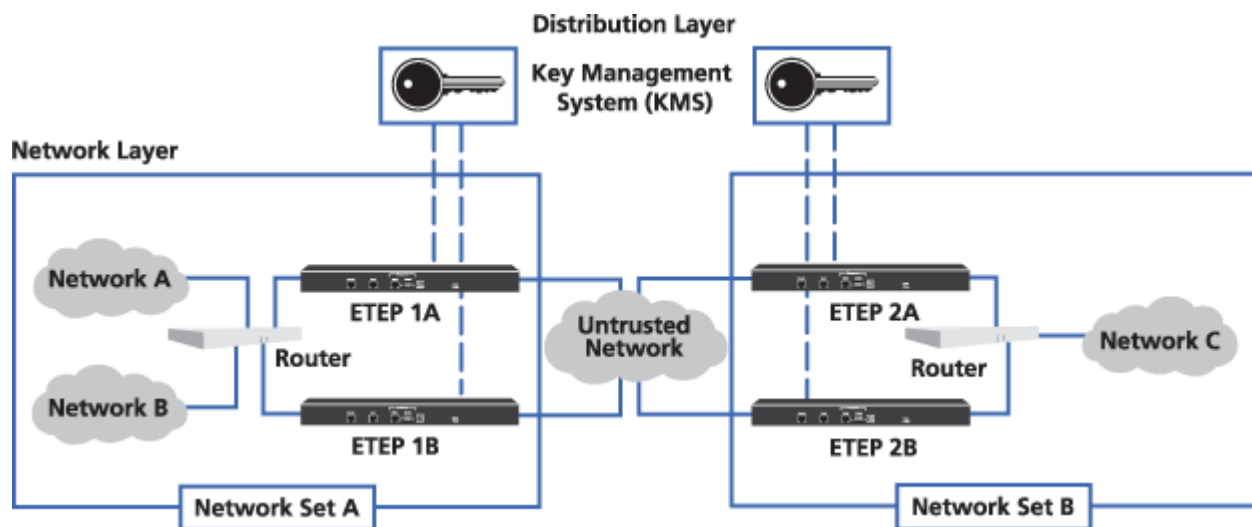 Distribution Layer
Key Management
System (KMS)
Network Layer
Network A
ETEP 1A
ETEP 2A
Untrusted
Network
Router
Router
Network C
Network B
ETEP 1B
ETEP 2B
Network Set A
Network Set B